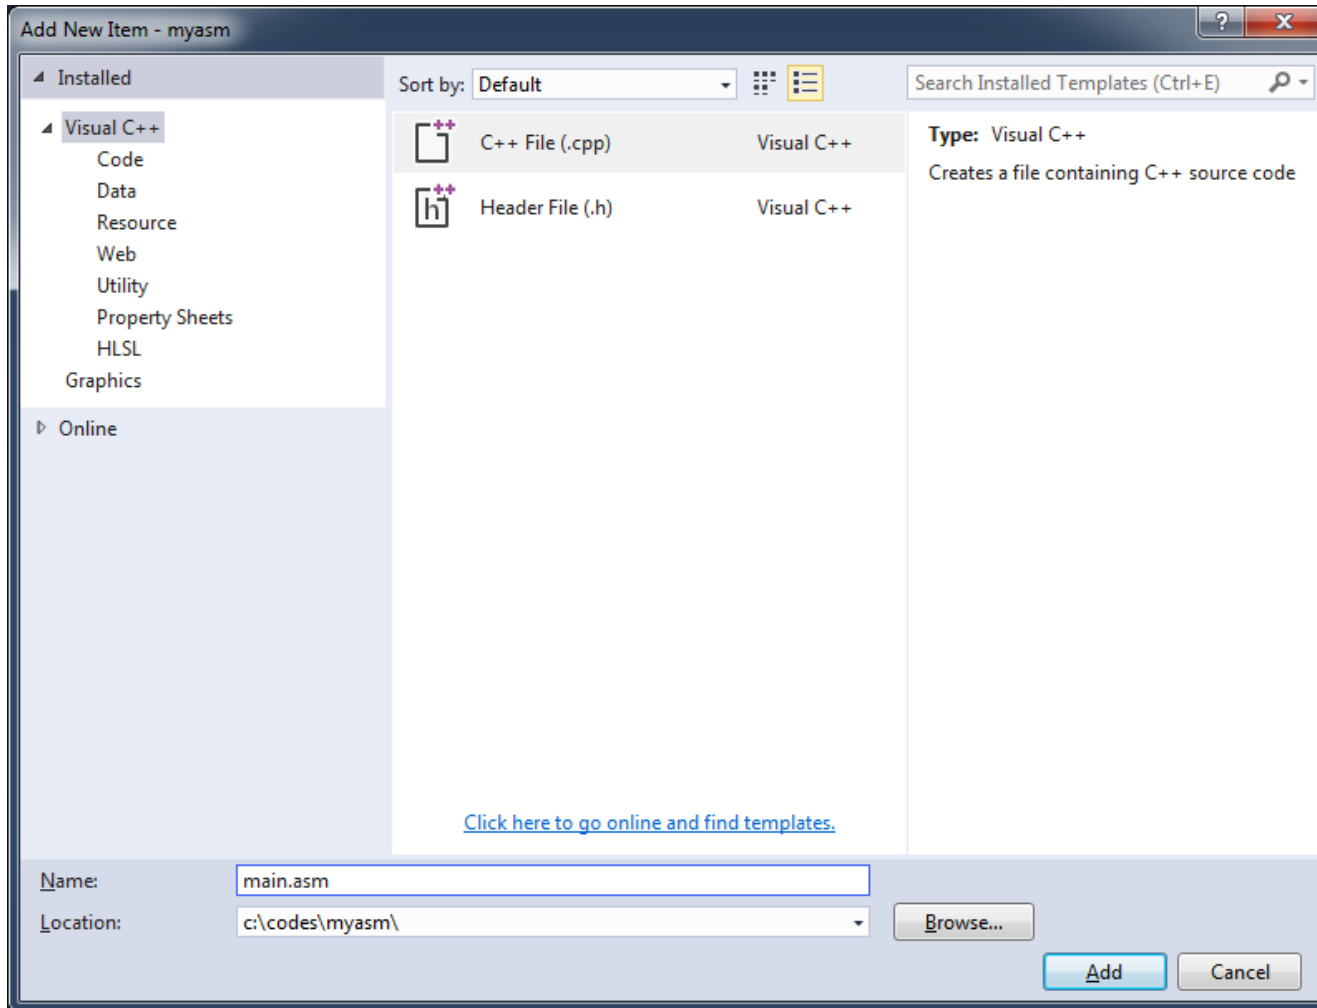 Add New Item - myasm
?
Installed
Sort by: Default
Search Installed Templates (Ctrl+E)
Visual C++
Code
Data
Resource
Web
Utility
Property Sheets
HLSL
Graphics
Online
C++ File (.cpp) Visual C++
h Header File (.h) Visual C++
Type: Visual C++
Creates a file containing C++ source code
Click here to go online and find templates.
Name: main.asm
Location: c:\codes\myasm\ Browse...
Add Cancel